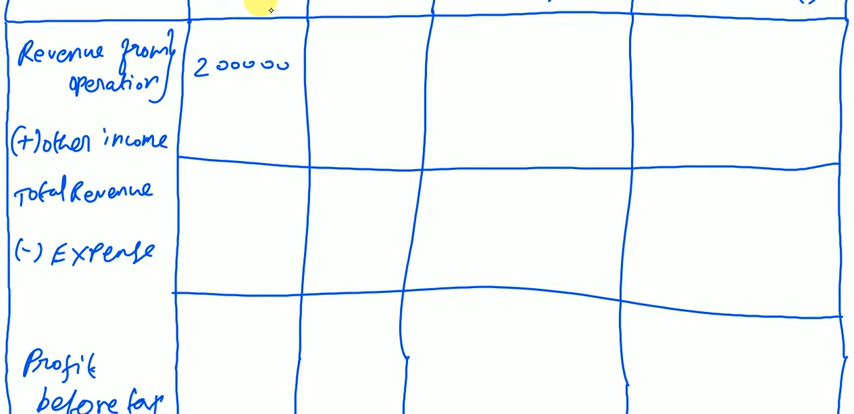 Revenue from
operation
200000
(+) other income
Total Revenue
(-) Expense
Profit
before tax